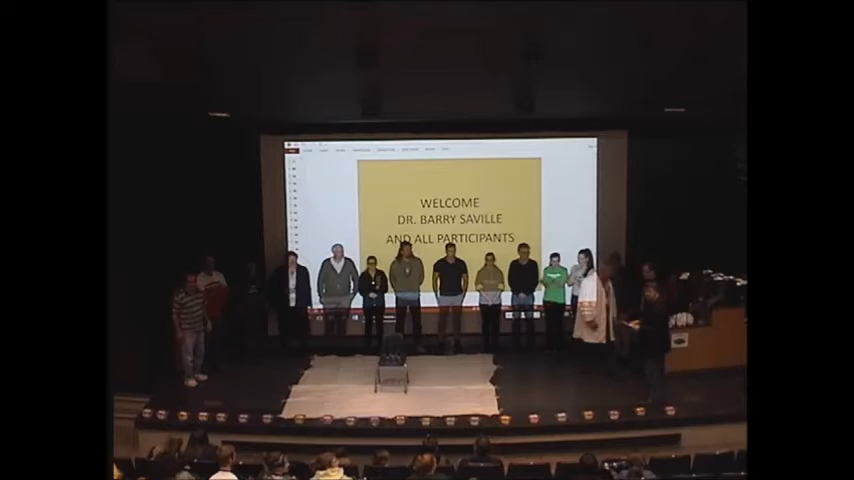 WELCOME
DR. BARRY SAVILLE
AND ALL PARTICIPANTS